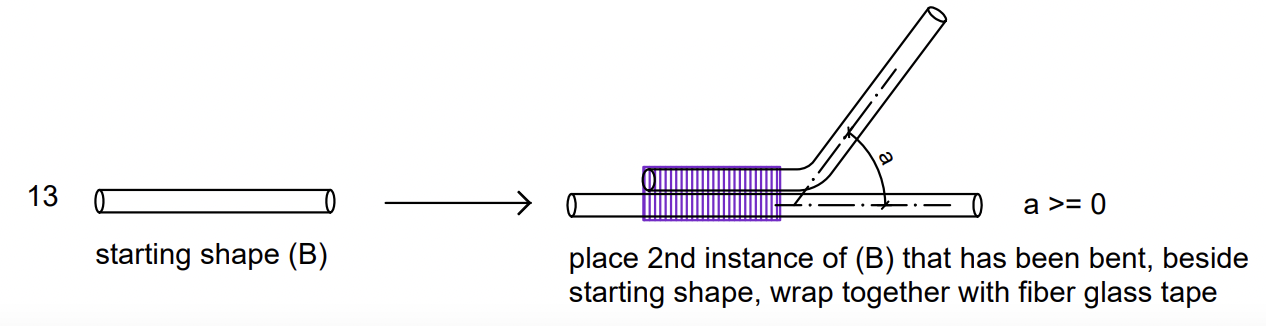 13
starting shape (B)
a
a >= 0
place 2nd instance of (B) that has been bent, beside
starting shape, wrap together with fiber glass tape